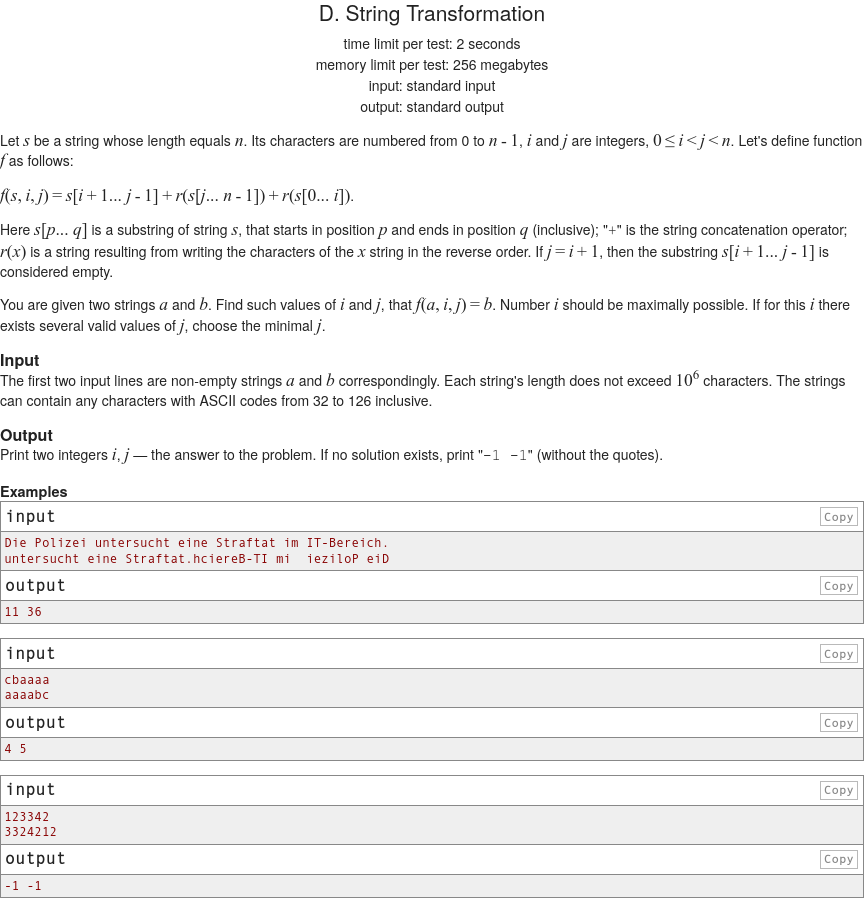 D. String Transformation
time limit per test: 2 seconds
memory limit per test: 256 megabytes
input: standard input
output: standard output
Let s be a string whose length equals n. Its characters are numbered from 0 to n - 1, i and j are integers, 0 ≤ i < j < n. Let's define function
f as follows:
f(s, i, j) = s[i + 1... j - 1] + r(s[j... n - 1]) + r(s[0... i]).
Here s[p... q] is a substring of string s, that starts in position p and ends in position q (inclusive); "+" is the string concatenation operator;
r(x) is a string resulting from writing the characters of the x string in the reverse order. If j = i + 1, then the substring s[i + 1... j - 1] is
considered empty.
You are given two strings a and b. Find such values of i and j, that f(a, i, j) = b. Number i should be maximally possible. If for this i there
exists several valid values of j, choose the minimal j.
Input
The first two input lines are non-empty strings a and b correspondingly. Each string's length does not exceed 10⁶ characters. The strings
can contain any characters with ASCII codes from 32 to 126 inclusive.
Output
Print two integers i, j — the answer to the problem. If no solution exists, print "-1 -1" (without the quotes).
Examples
input
Copy
Die Polizei untersucht eine Straftat im IT-Bereich.
untersucht eine Straftat.hciereB-TI mi  ieziloP eiD
output
Copy
11 36
input
Copy
cbaaaa
aaaabc
output
Copy
4 5
input
Copy
123342
3324212
output
Copy
-1 -1